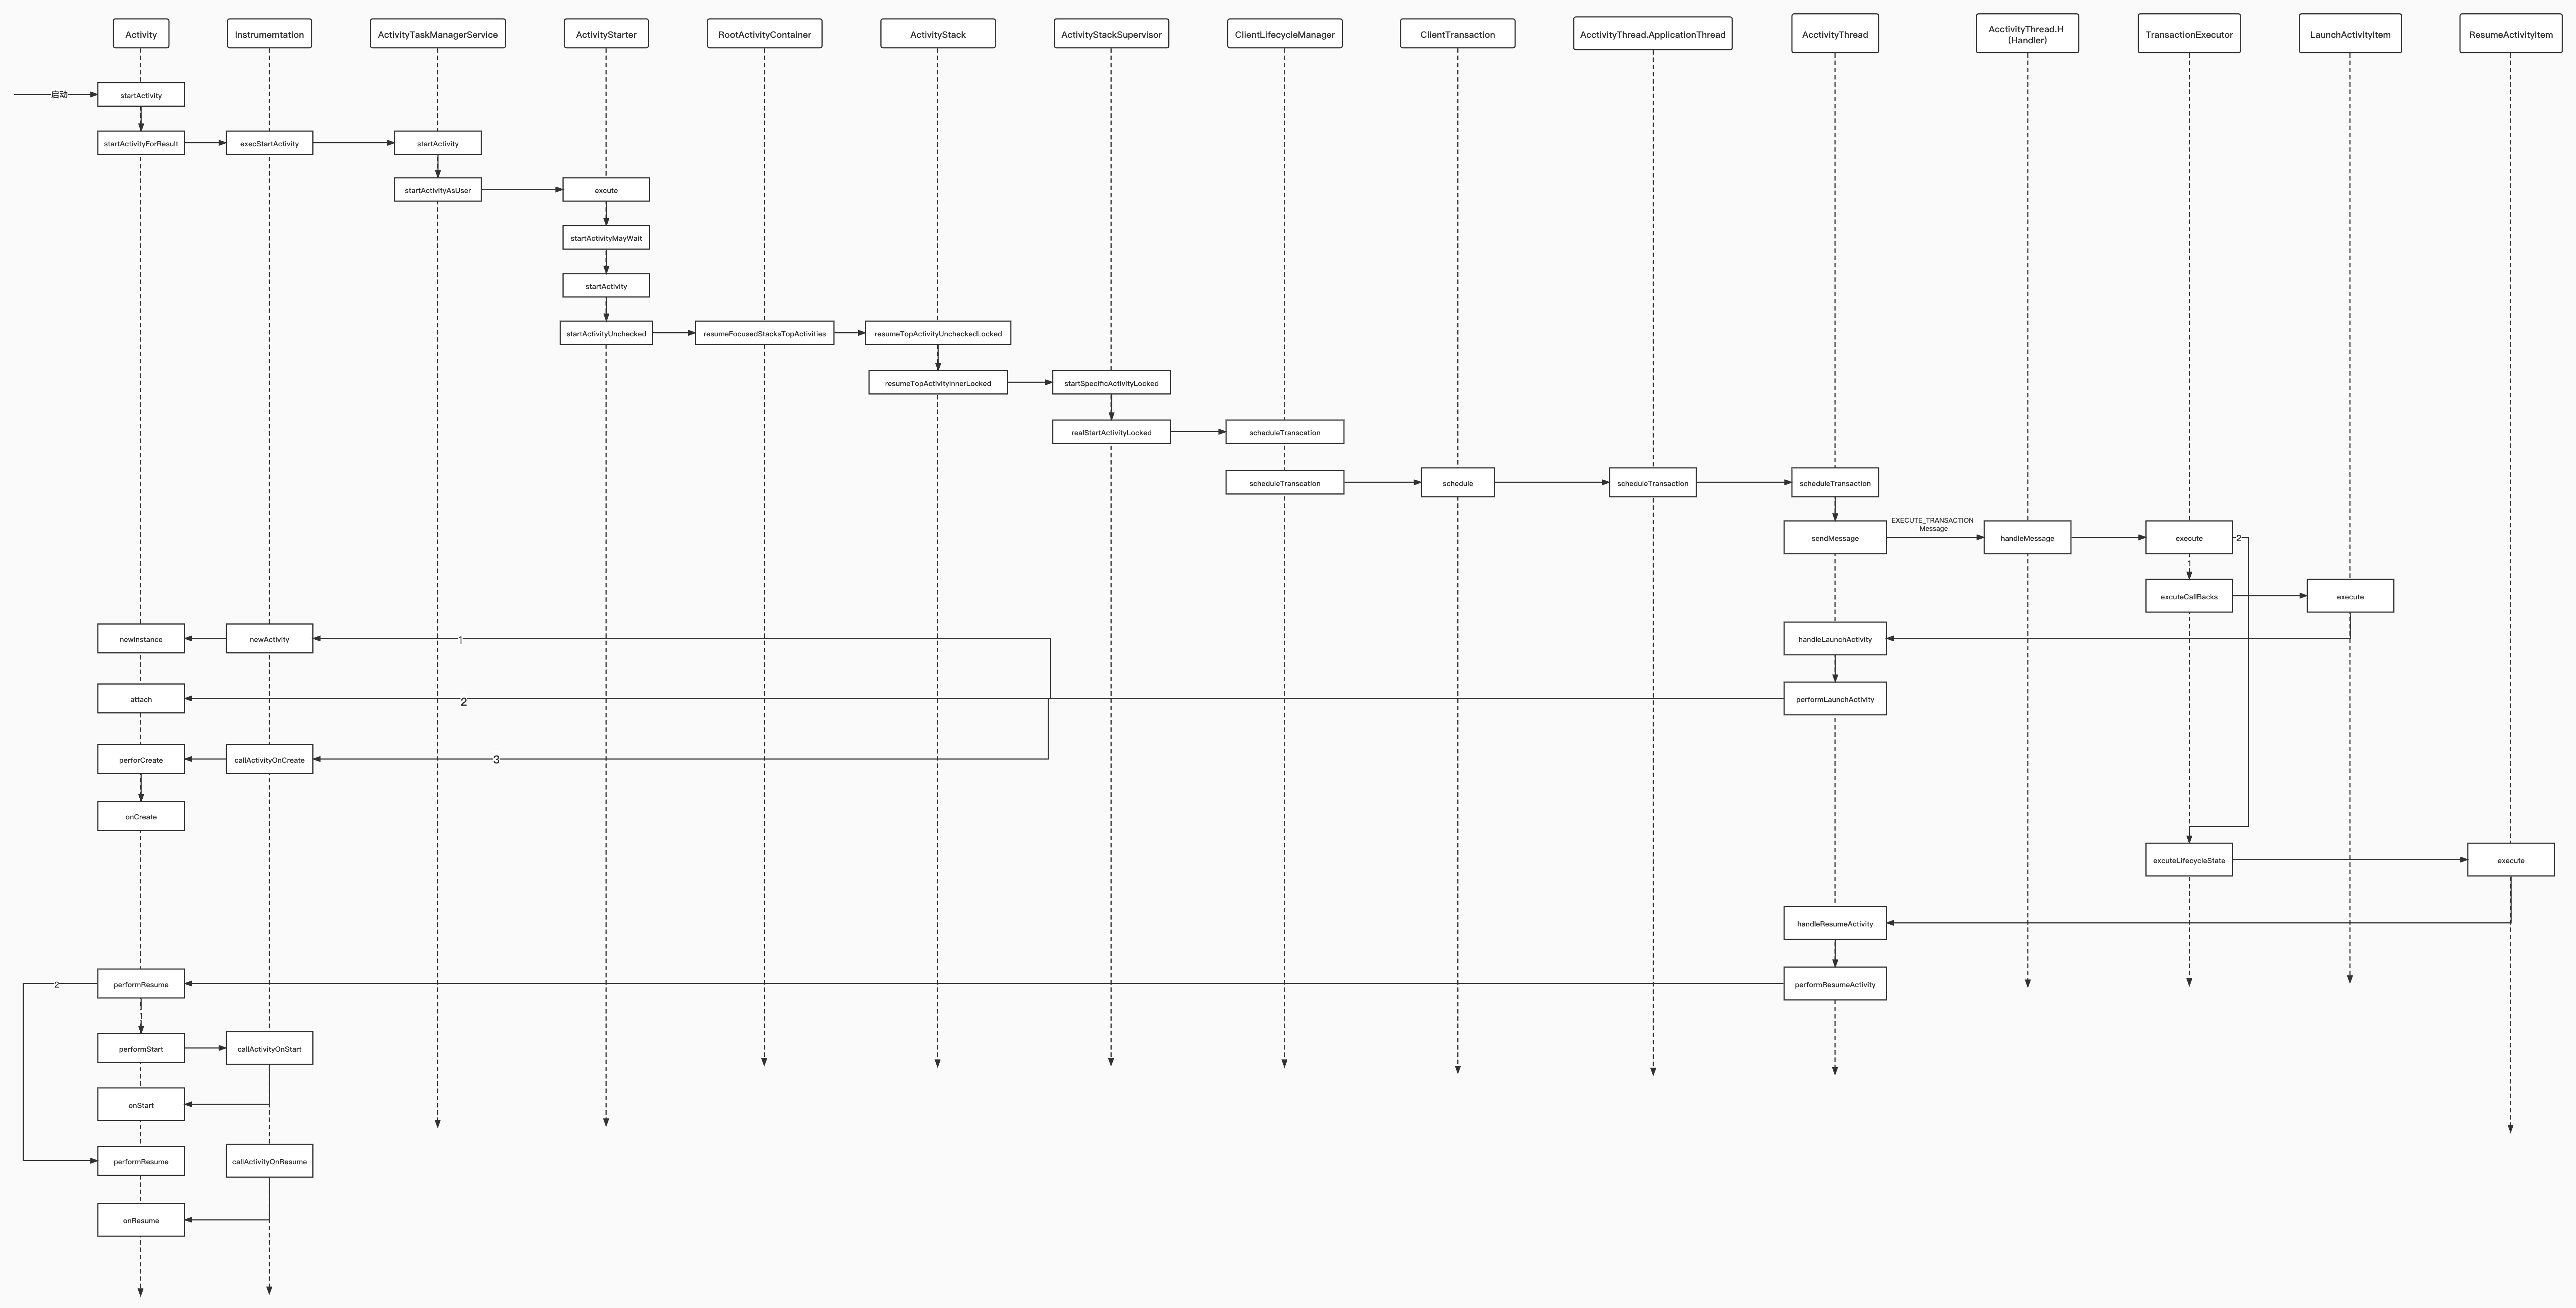 Activity
Instrumemtation
ActivityTaskManagerService
ActivityStarter
RootActivityContainer
ActivityStack
ActivityStackSupervisor
ClientLifecycleManager
ClientTransaction
AcctivityThread.ApplicationThread
AcctivityThread
AcctivityThread.H
(Handler)
TransactionExecutor
LaunchActivityItem
ResumeActivityItem
启动
startActivity
startActivityForResult
execStartActivity
startActivity
startActivityAsUser
excute
startActivityMayWait
startActivity
startActivityUnchecked
resumeFocusedStacksTopActivities
resumeTopActivityUncheckedLocked
resumeTopActivityInnerLocked
startSpecificActivityLocked
realStartActivityLocked
scheduleTranscation
scheduleTranscation
schedule
scheduleTransaction
scheduleTransaction
sendMessage
EXECUTE_TRANSACTION
Message
handleMessage
execute
2
1
excuteCallBacks
execute
newInstance
newActivity
1
handleLaunchActivity
attach
2
performLaunchActivity
perforCreate
callActivityOnCreate
3
onCreate
excuteLifecycleState
execute
handleResumeActivity
2
performResume
performResumeActivity
1
performStart
callActivityOnStart
onStart
performResume
callActivityOnResume
onResume